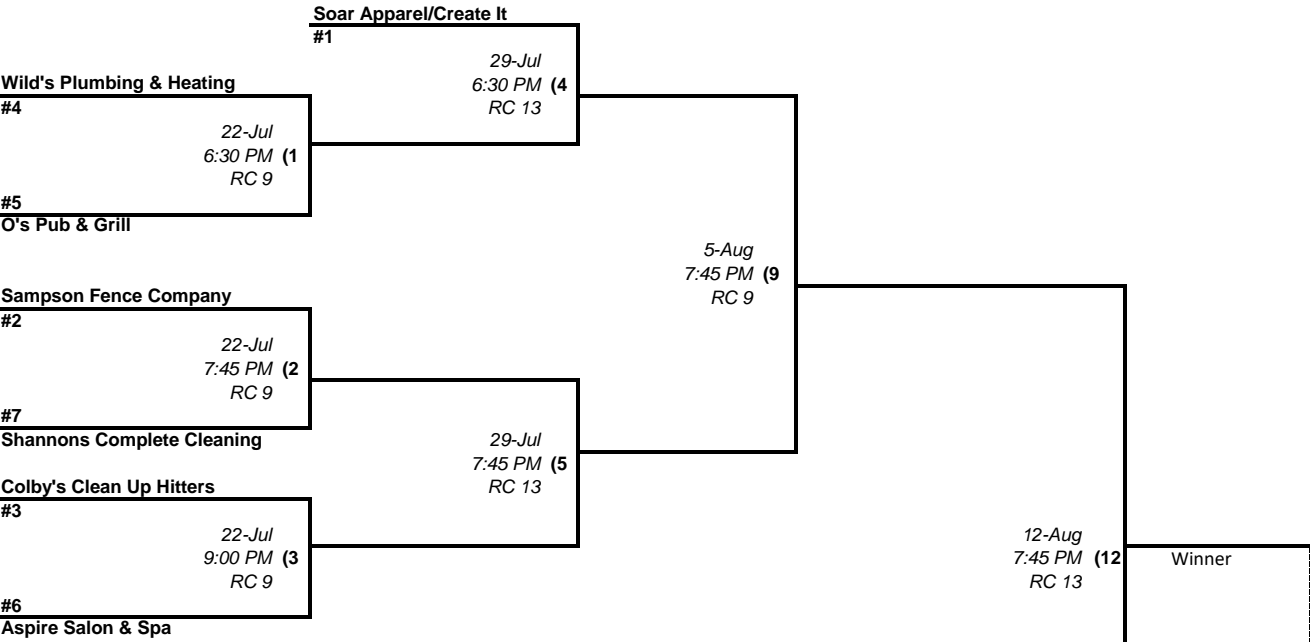 Soar Apparel/Create It
#1
29-Jul
6:30 PM (4
RC 13
Wild's Plumbing & Heating
#4
22-Jul
6:30 PM (1
RC 9
#5
O's Pub & Grill
5-Aug
7:45 PM (9
RC 9
Sampson Fence Company
#2
22-Jul
7:45 PM (2
RC 9
#7
Shannons Complete Cleaning
29-Jul
7:45 PM (5
RC 13
Colby's Clean Up Hitters
#3
22-Jul
9:00 PM (3
RC 9
#6
Aspire Salon & Spa
12-Aug
7:45 PM (12
RC 13
Winner